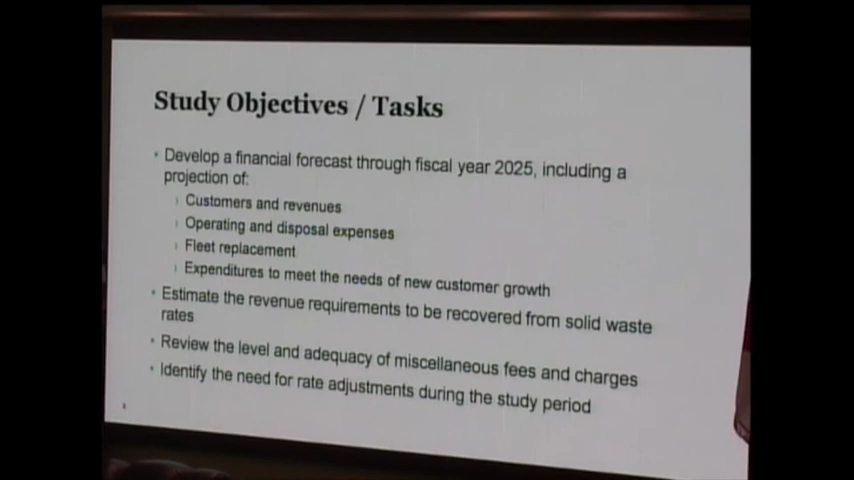 Study Objectives / Tasks
• Develop a financial forecast through fiscal year 2025, including a
projection of:
› Customers and revenues
› Operating and disposal expenses
› Fleet replacement
› Expenditures to meet the needs of new customer growth
• Estimate the revenue requirements to be recovered from solid waste
rates
• Review the level and adequacy of miscellaneous fees and charges
• Identify the need for rate adjustments during the study period